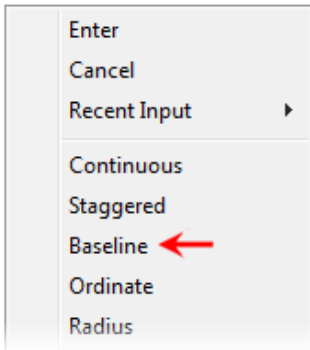 Enter
Cancel
Recent Input
Continuous
Staggered
Baseline
Ordinate
Radius